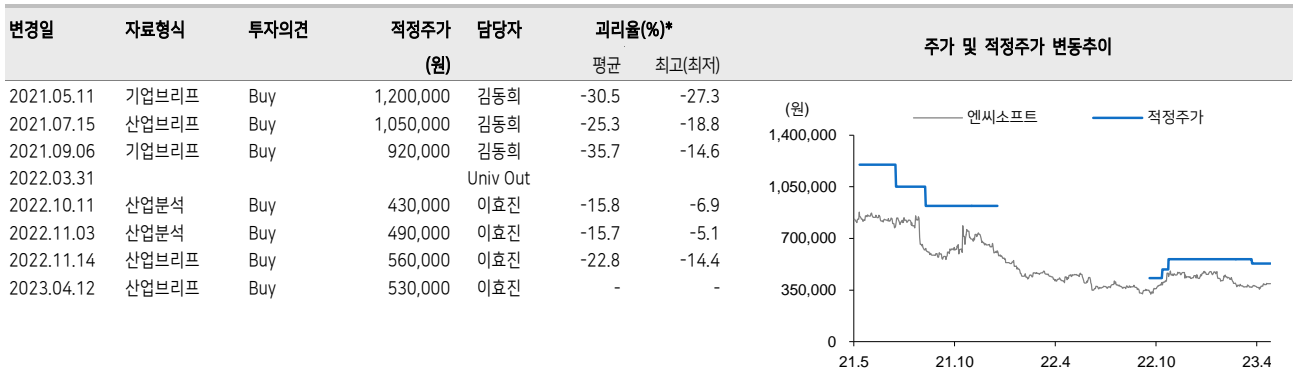 변경일 자료형식 투자의견 적정주가 담당자 괴리율(%)* 주가 및 적정주가 변동추이
(원) 평균 최고(최저)
2021.05.11 기업브리프 Buy 1,200,000 김동희 -30.5 -27.3
2021.07.15 산업브리프 Buy 1,050,000 김동희 -25.3 -18.8
2021.09.06 기업브리프 Buy 920,000 김동희 -35.7 -14.6
2022.03.31 Univ Out
2022.10.11 산업분석 Buy 430,000 이효진 -15.8 -6.9
2022.11.03 산업분석 Buy 490,000 이효진 -15.7 -5.1
2022.11.14 산업브리프 Buy 560,000 이효진 -22.8 -14.4
2023.04.12 산업브리프 Buy 530,000 이효진 - -
(원) 엔씨소프트 적정주가
1,400,000
1,050,000
700,000
350,000
0
21.5 21.10 22.4 22.10 23.4